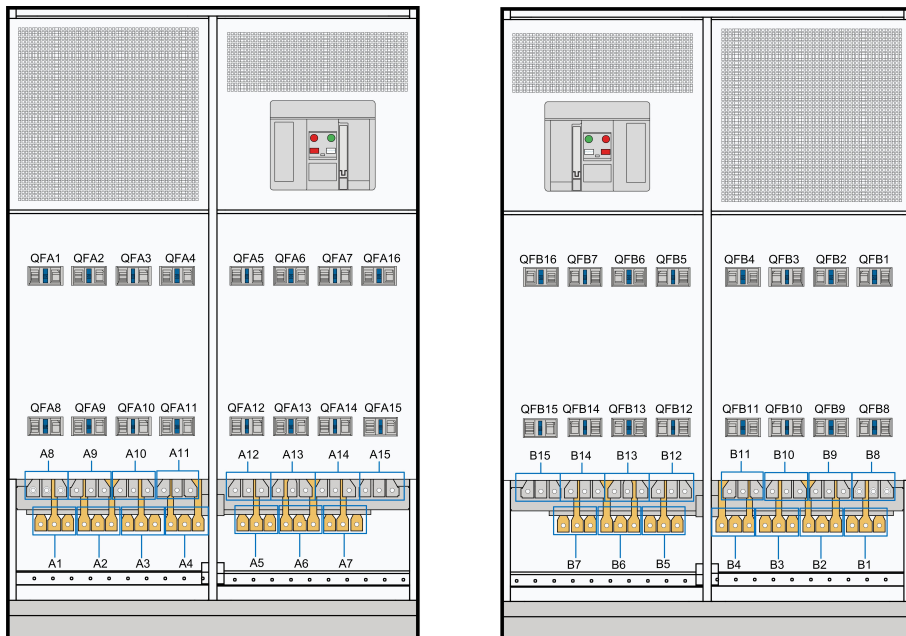 QFA1 QFA2 QFA3 QFA4 QFA5 QFA6 QFA7 QFA16
QFA8 QFA9 QFA10 QFA11 QFA12 QFA13 QFA14 QFA15
A8 A9 A10 A11 A12 A13 A14 A15
A1 A2 A3 A4 A5 A6 A7
QFB16 QFB7 QFB6 QFB5 QFB4 QFB3 QFB2 QFB1
QFB15 QFB14 QFB13 QFB12 QFB11 QFB10 QFB9 QFB8
B15 B14 B13 B12 B11 B10 B9 B8
B7 B6 B5 B4 B3 B2 B1